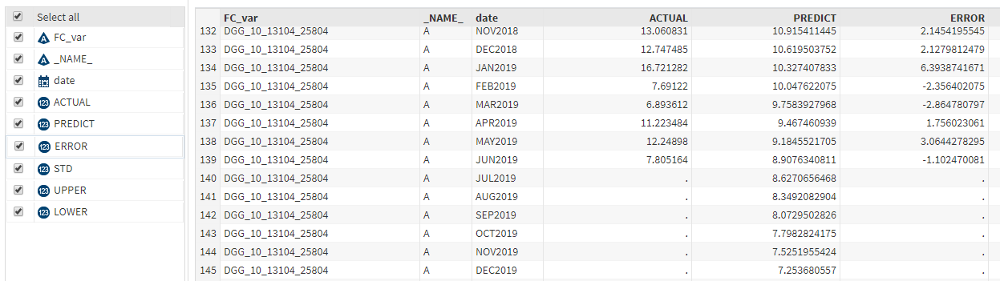 Select all
FC_var
_NAME_
date
ACTUAL
PREDICT
ERROR
STD
UPPER
LOWER
FC_var _NAME_ date ACTUAL PREDICT ERROR
132 DGG_10_13104_25804 A NOV2018 13.060831 10.915411445 2.1454195545
133 DGG_10_13104_25804 A DEC2018 12.747485 10.619503752 2.1279812479
134 DGG_10_13104_25804 A JAN2019 16.721282 10.327407833 6.3938741671
135 DGG_10_13104_25804 A FEB2019 7.69122 10.047622075 -2.356402075
136 DGG_10_13104_25804 A MAR2019 6.893612 9.7583927968 -2.864780797
137 DGG_10_13104_25804 A APR2019 11.223484 9.467460939 1.756023061
138 DGG_10_13104_25804 A MAY2019 12.24898 9.1845521705 3.0644278295
139 DGG_10_13104_25804 A JUN2019 7.805164 8.9076340811 -1.102470081
140 DGG_10_13104_25804 A JUL2019 . 8.6270656468 .
141 DGG_10_13104_25804 A AUG2019 . 8.3492082904 .
142 DGG_10_13104_25804 A SEP2019 . 8.0729502826 .
143 DGG_10_13104_25804 A OCT2019 . 7.7982824175 .
144 DGG_10_13104_25804 A NOV2019 . 7.5251955424 .
145 DGG_10_13104_25804 A DEC2019 . 7.253680557 .